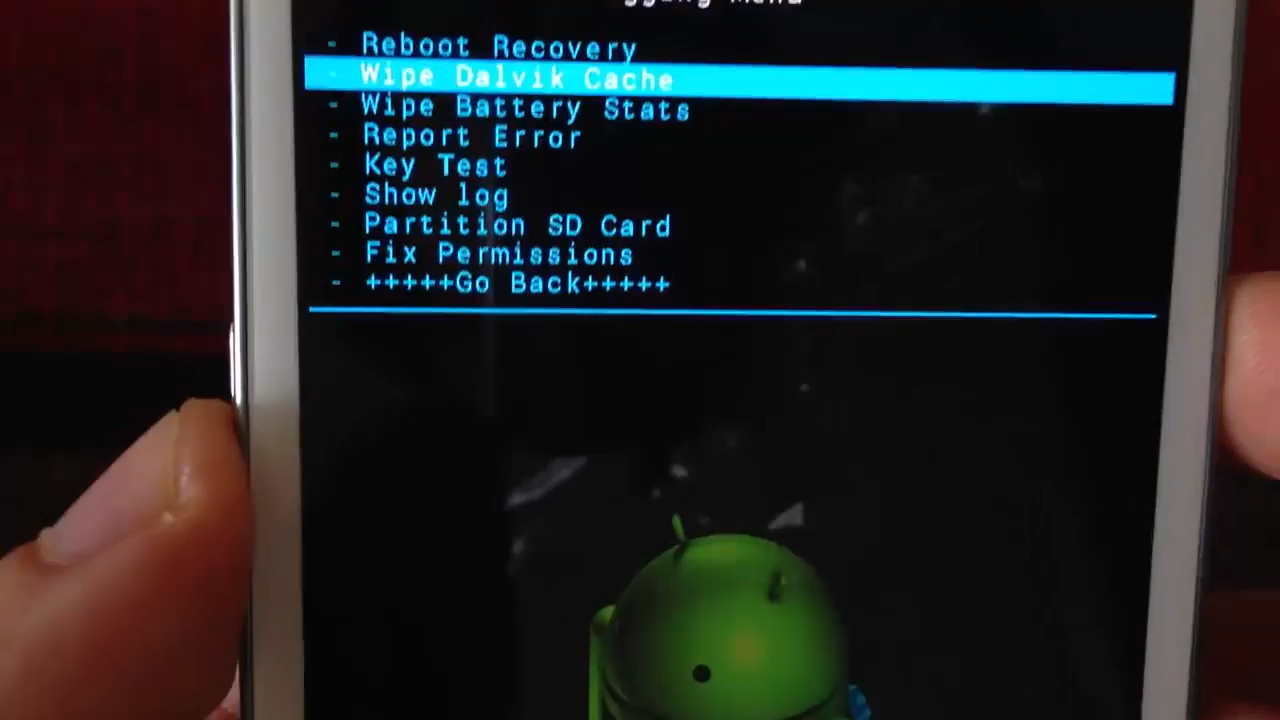 Menu
- Reboot Recovery
- Wipe Dalvik Cache
- Wipe Battery Stats
- Report Error
- Key Test
- Show log
- Partition SD Card
- Fix Permissions
- +++++Go Back+++++